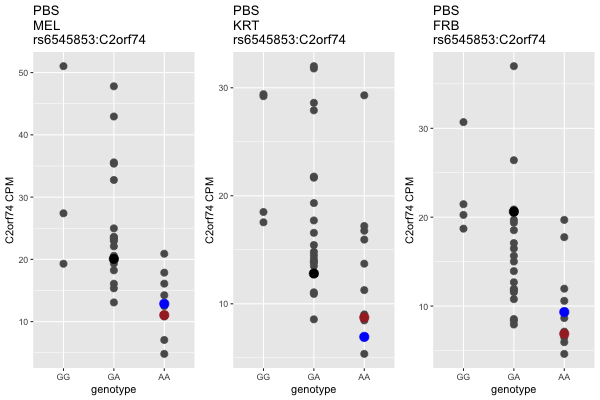 PBS
MEL
rs6545853:C2orf74
50
40
30
20
10
C2orf74 CPM
GG GA AA
genotype
PBS
KRT
rs6545853:C2orf74
30
20
10
C2orf74 CPM
GG GA AA
genotype
PBS
FRB
rs6545853:C2orf74
30
20
10
C2orf74 CPM
GG GA AA
genotype